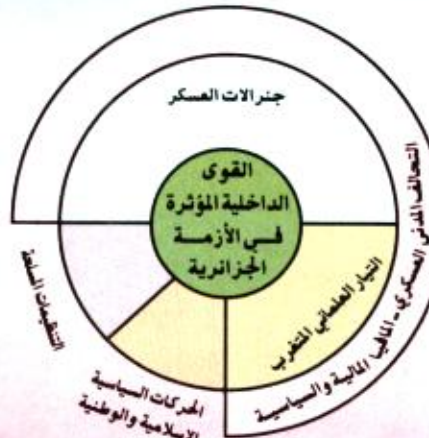 جنرالات العسكر
القوى
الداخلية المؤثرة
في الأزمـــة
الجزائرية
التحالف المدني العسكري - المافيا المالية والسياسية
التيار العلماني المتغرب
الحركات السياسية
الإسلامية والوطنية
التنظيمات المسلحة